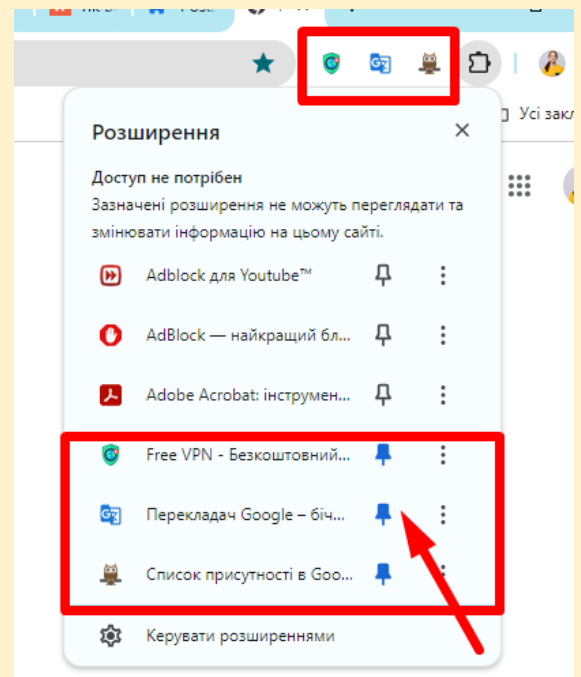 Усі зак
Розширення
Доступ не потрібен
Зазначені розширення не можуть переглядати та
змінювати інформацію на цьому сайті.
Adblock для Youtube™
AdBlock — найкращий бл...
Adobe Acrobat: інструмен...
Free VPN - Безкоштовний...
Перекладач Google – біч...
Список присутності в Goo...
Керувати розширеннями